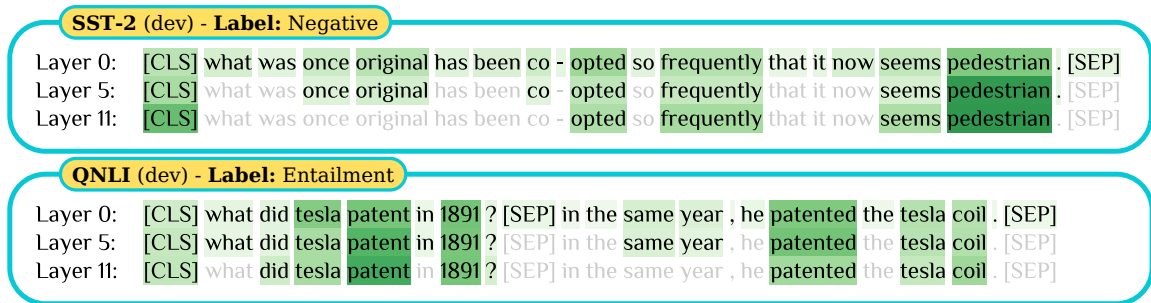 SST-2 (dev) - Label: Negative
Layer 0: [CLS] what was once original has been co - opted so frequently that it now seems pedestrian . [SEP]
Layer 5: [CLS] what was once original has been co - opted so frequently that it now seems pedestrian . [SEP]
Layer 11: [CLS] what was once original has been co - opted so frequently that it now seems pedestrian . [SEP]
QNLI (dev) - Label: Entailment
Layer 0: [CLS] what did tesla patent in 1891 ? [SEP] in the same year , he patented the tesla coil . [SEP]
Layer 5: [CLS] what did tesla patent in 1891 ? [SEP] in the same year , he patented the tesla coil . [SEP]
Layer 11: [CLS] what did tesla patent in 1891 ? [SEP] in the same year , he patented the tesla coil . [SEP]